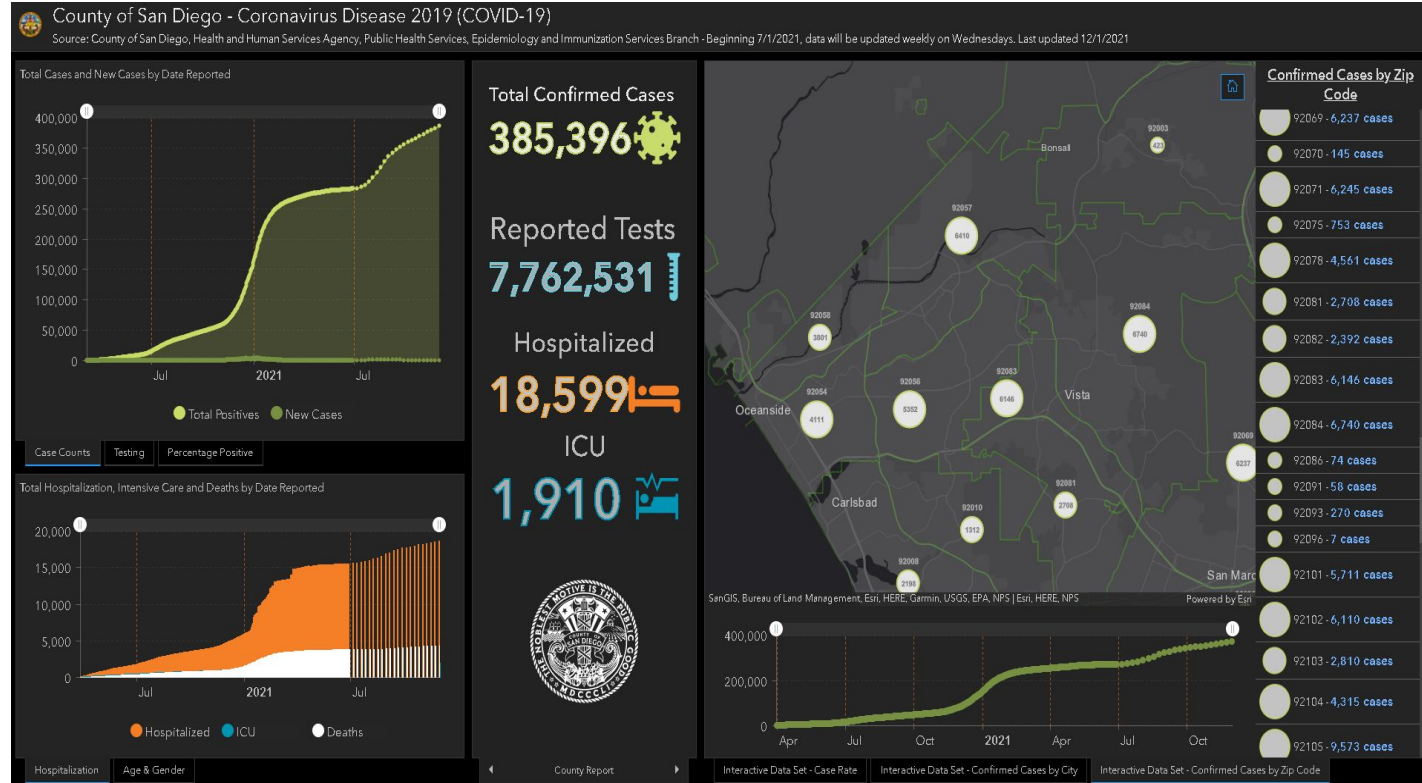 County of San Diego - Coronavirus Disease 2019 (COVID-19)
Source: County of San Diego, Health and Human Services Agency, Public Health Services, Epidemiology and Immunization Services Branch - Beginning 7/1/2021, data will be updated weekly on Wednesdays. Last updated 12/1/2021
Total Cases and New Cases by Date Reported
400,000
350,000
300,000
250,000
200,000
150,000
100,000
50,000
0
Jul 2021 Jul
Total Positives New Cases
Case Counts Testing Percentage Positive
Total Hospitalization, Intensive Care and Deaths by Date Reported
20,000
15,000
10,000
5,000
0
Jul 2021 Jul
Hospitalized ICU Deaths
Hospitalization Age & Gender
Total Confirmed Cases
385,396
Reported Tests
7,762,531
Hospitalized
18,599
ICU
1,910
THE NOBLEST MOTIVE IS THE PUBLIC GOOD
COUNTY OF
SAN DIEGO
MDCCCLI
County Report
92003
423
Bonsall
92057
6410
92084
6740
92058
3801
92083
6146
92056
5352
92054
4111
Vista
Oceanside
92069
6237
92081
2708
Carlsbad
92010
1312
92008
2198
San Marc
SanGIS, Bureau of Land Management, Esri, HERE, Garmin, USGS, EPA, NPS | Esri, HERE, NPS
Powered by Esri
400,000
200,000
0
Apr Jul Oct 2021 Apr Jul Oct
Interactive Data Set - Case Rate Interactive Data Set - Confirmed Cases by City Interactive Data Set - Confirmed Cases by Zip Code
Confirmed Cases by Zip
Code
92069 - 6,237 cases
92070 - 145 cases
92071 - 6,245 cases
92075 - 753 cases
92078 - 4,561 cases
92081 - 2,708 cases
92082 - 2,392 cases
92083 - 6,146 cases
92084 - 6,740 cases
92086 - 74 cases
92091 - 58 cases
92093 - 270 cases
92096 - 7 cases
92101 - 5,711 cases
92102 - 6,110 cases
92103 - 2,810 cases
92104 - 4,315 cases
92105 - 9,573 cases